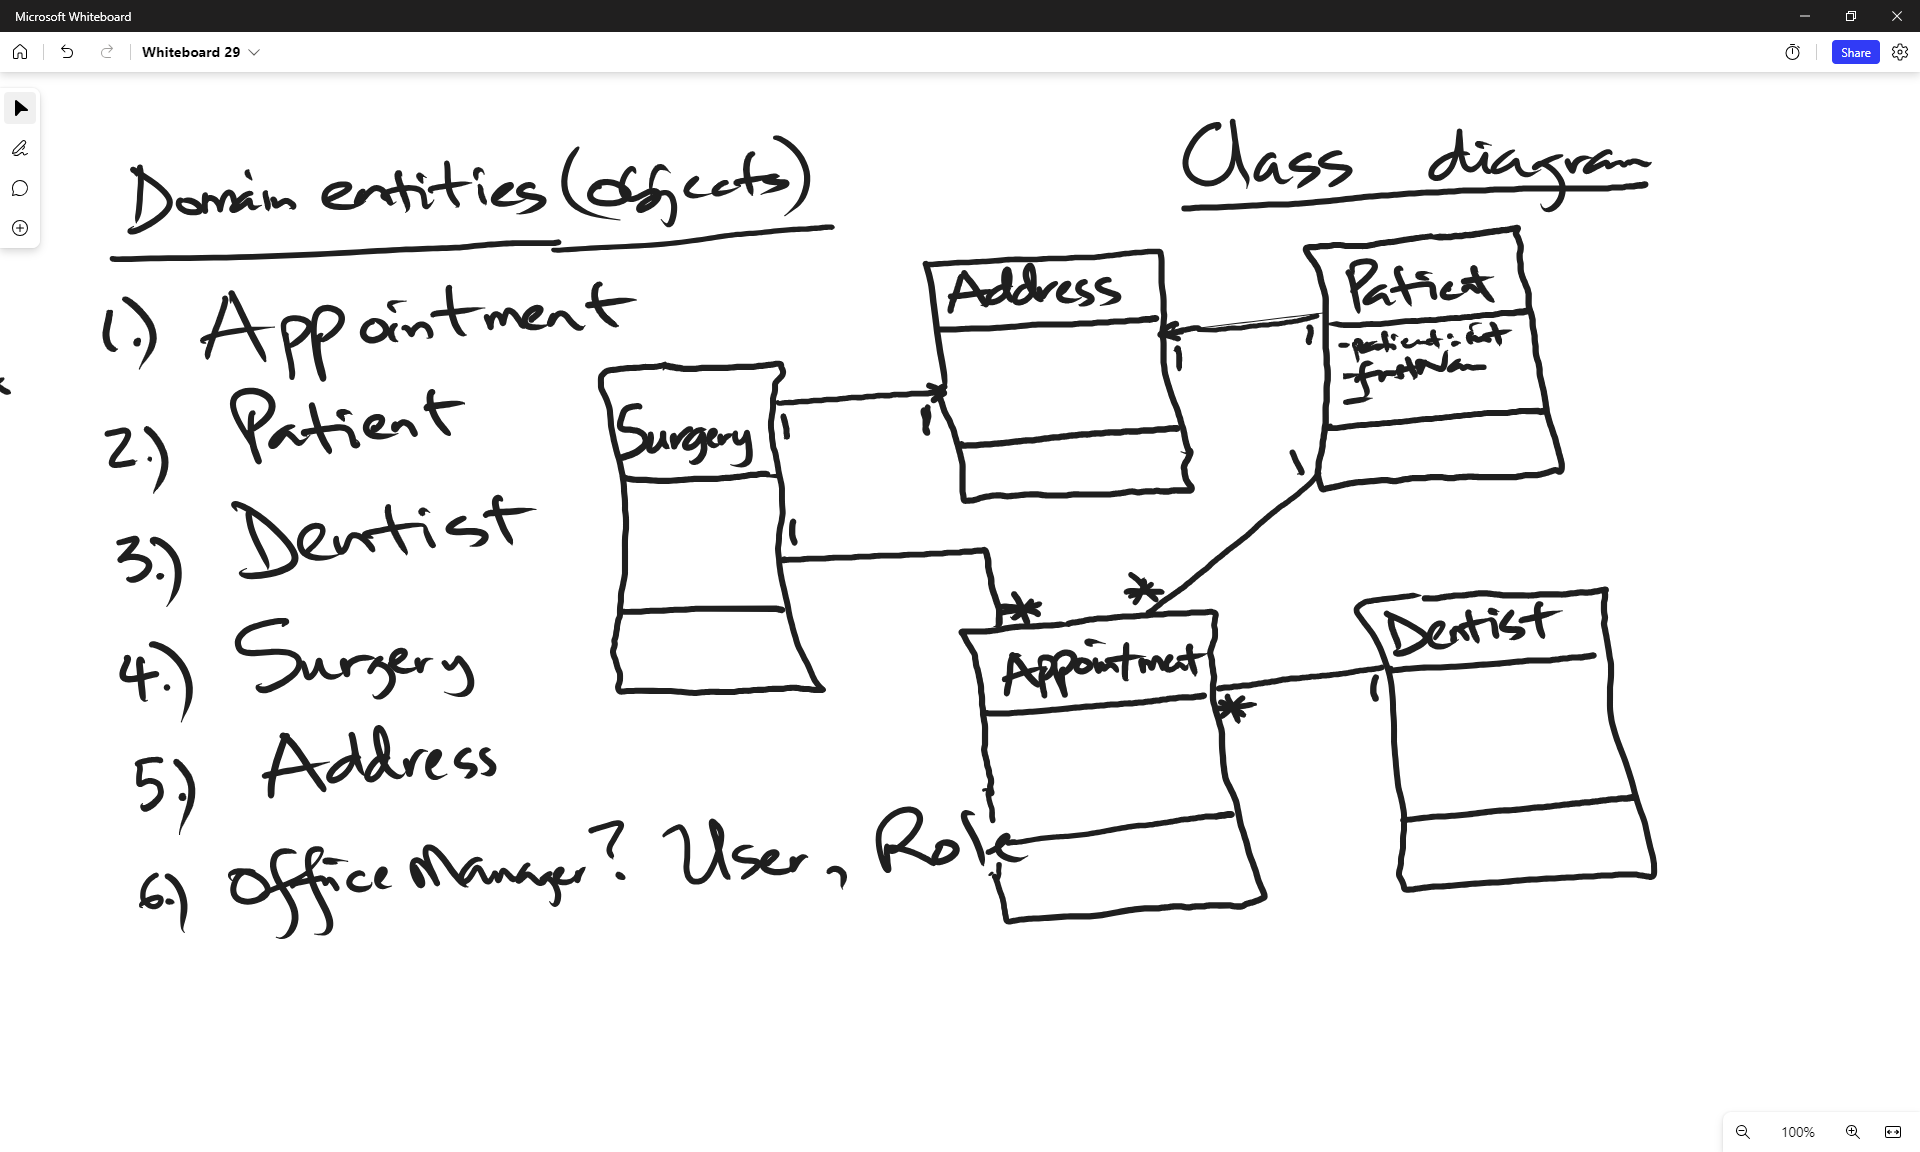 Microsoft Whiteboard
Whiteboard 29
Share
Domain entities (objects)
1.) Appointment
2.) Patient
3.) Dentist
4.) Surgery
5.) Address
6.) Office Manager? User, Role
Class diagram
Address
Patient
- patient: int
- firstNam
-
1
1
Surgery
1
1
1
1
*
*
Appointment
Dentist
*
1
100%